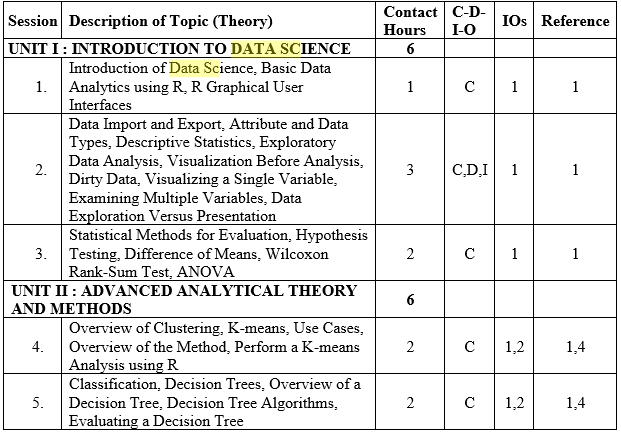 Session Description of Topic (Theory) Contact Hours C-D-I-O IOs Reference
UNIT I : INTRODUCTION TO DATA SCIENCE 6
1. Introduction of Data Science, Basic Data
Analytics using R, R Graphical User
Interfaces
1 C 1 1
2. Data Import and Export, Attribute and Data
Types, Descriptive Statistics, Exploratory
Data Analysis, Visualization Before Analysis,
Dirty Data, Visualizing a Single Variable,
Examining Multiple Variables, Data
Exploration Versus Presentation
3 C,D,I 1 1
3. Statistical Methods for Evaluation, Hypothesis
Testing, Difference of Means, Wilcoxon
Rank-Sum Test, ANOVA
2 C 1 1
UNIT II : ADVANCED ANALYTICAL THEORY
AND METHODS
6
4. Overview of Clustering, K-means, Use Cases,
Overview of the Method, Perform a K-means
Analysis using R
2 C 1,2 1,4
5. Classification, Decision Trees, Overview of a
Decision Tree, Decision Tree Algorithms,
Evaluating a Decision Tree
2 C 1,2 1,4